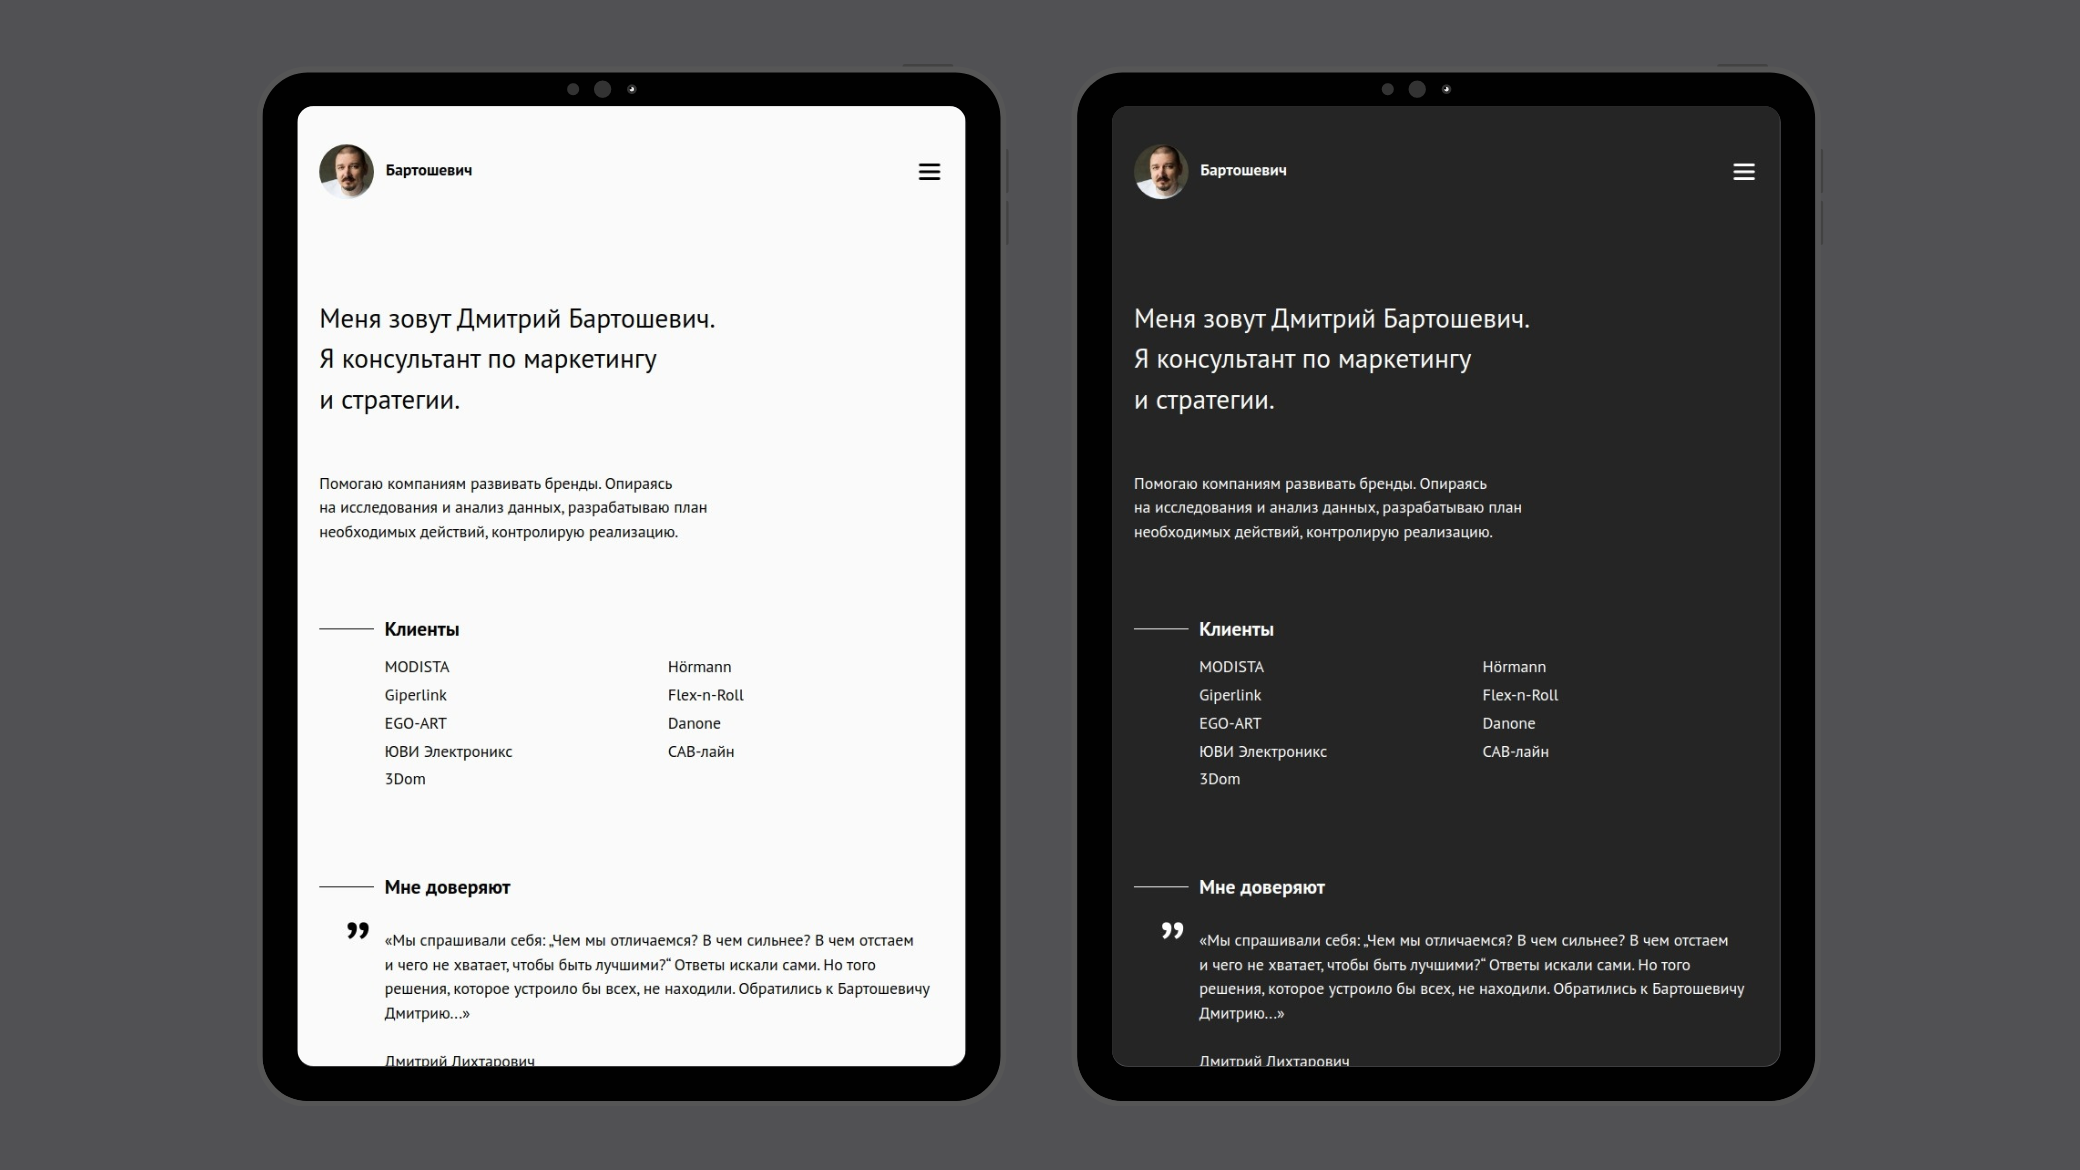 Бартошевич
Меня зовут Дмитрий Бартошевич.
Я консультант по маркетингу
и стратегии.
Помогаю компаниям развивать бренды. Опираясь
на исследования и анализ данных, разрабатываю план
необходимых действий, контролирую реализацию.
Клиенты
MODISTA
Giperlink
EGO-ART
ЮВИ Электроникс
3Dom
Hörmann
Flex-n-Roll
Danone
САВ-лайн
Мне доверяют
”
«Мы спрашивали себя: „Чем мы отличаемся? В чем сильнее? В чем отстаем
и чего не хватает, чтобы быть лучшими?“ Ответы искали сами. Но того
решения, которое устроило бы всех, не находили. Обратились к Бартошевичу
Дмитрию...»
Дмитрий Лихтарович
Бартошевич
Меня зовут Дмитрий Бартошевич.
Я консультант по маркетингу
и стратегии.
Помогаю компаниям развивать бренды. Опираясь
на исследования и анализ данных, разрабатываю план
необходимых действий, контролирую реализацию.
Клиенты
MODISTA
Giperlink
EGO-ART
ЮВИ Электроникс
3Dom
Hörmann
Flex-n-Roll
Danone
САВ-лайн
Мне доверяют
”
«Мы спрашивали себя: „Чем мы отличаемся? В чем сильнее? В чем отстаем
и чего не хватает, чтобы быть лучшими?“ Ответы искали сами. Но того
решения, которое устроило бы всех, не находили. Обратились к Бартошевичу
Дмитрию...»
Дмитрий Лихтарович